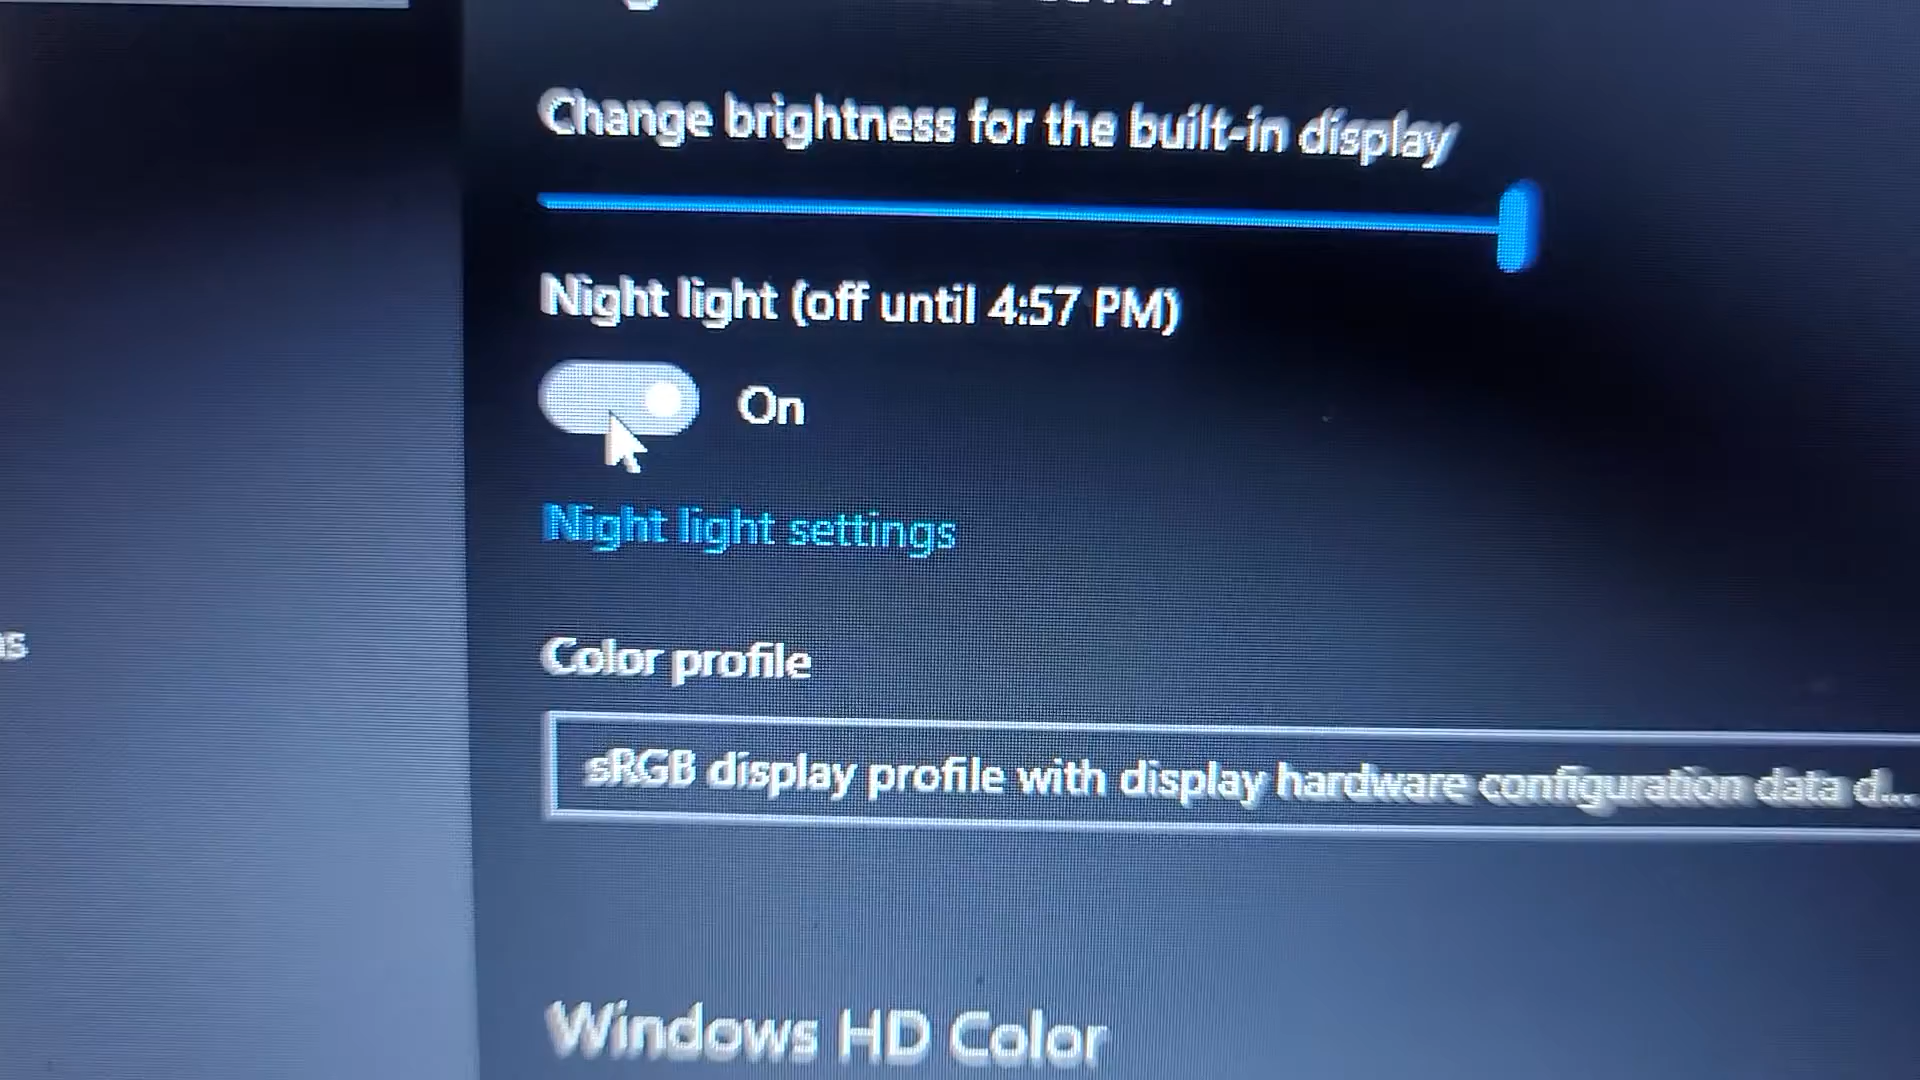 Change brightness for the built-in display
Night light (off until 4:57 PM)
On
Night light settings
Color profile
sRGB display profile with display hardware configuration data d...
Windows HD Color